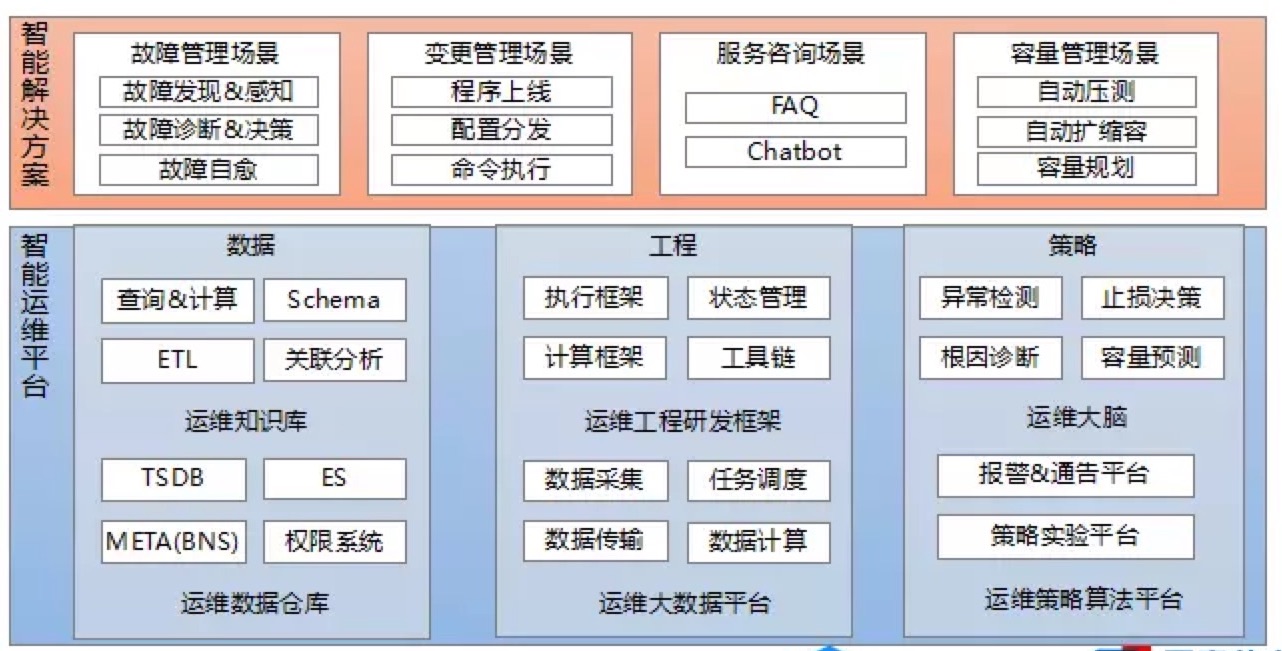 智能解决方案
故障管理场景
故障发现&感知
故障诊断&决策
故障自愈
变更管理场景
程序上线
配置分发
命令执行
服务咨询场景
FAQ
Chatbot
容量管理场景
自动压测
自动扩缩容
容量规划
智能运维平台
数据
查询&计算
Schema
ETL
关联分析
运维知识库
TSDB
ES
META(BNS)
权限系统
运维数据仓库
工程
执行框架
状态管理
计算框架
工具链
运维工程研发框架
数据采集
任务调度
数据传输
数据计算
运维大数据平台
策略
异常检测
止损决策
根因诊断
容量预测
运维大脑
报警&通告平台
策略实验平台
运维策略算法平台